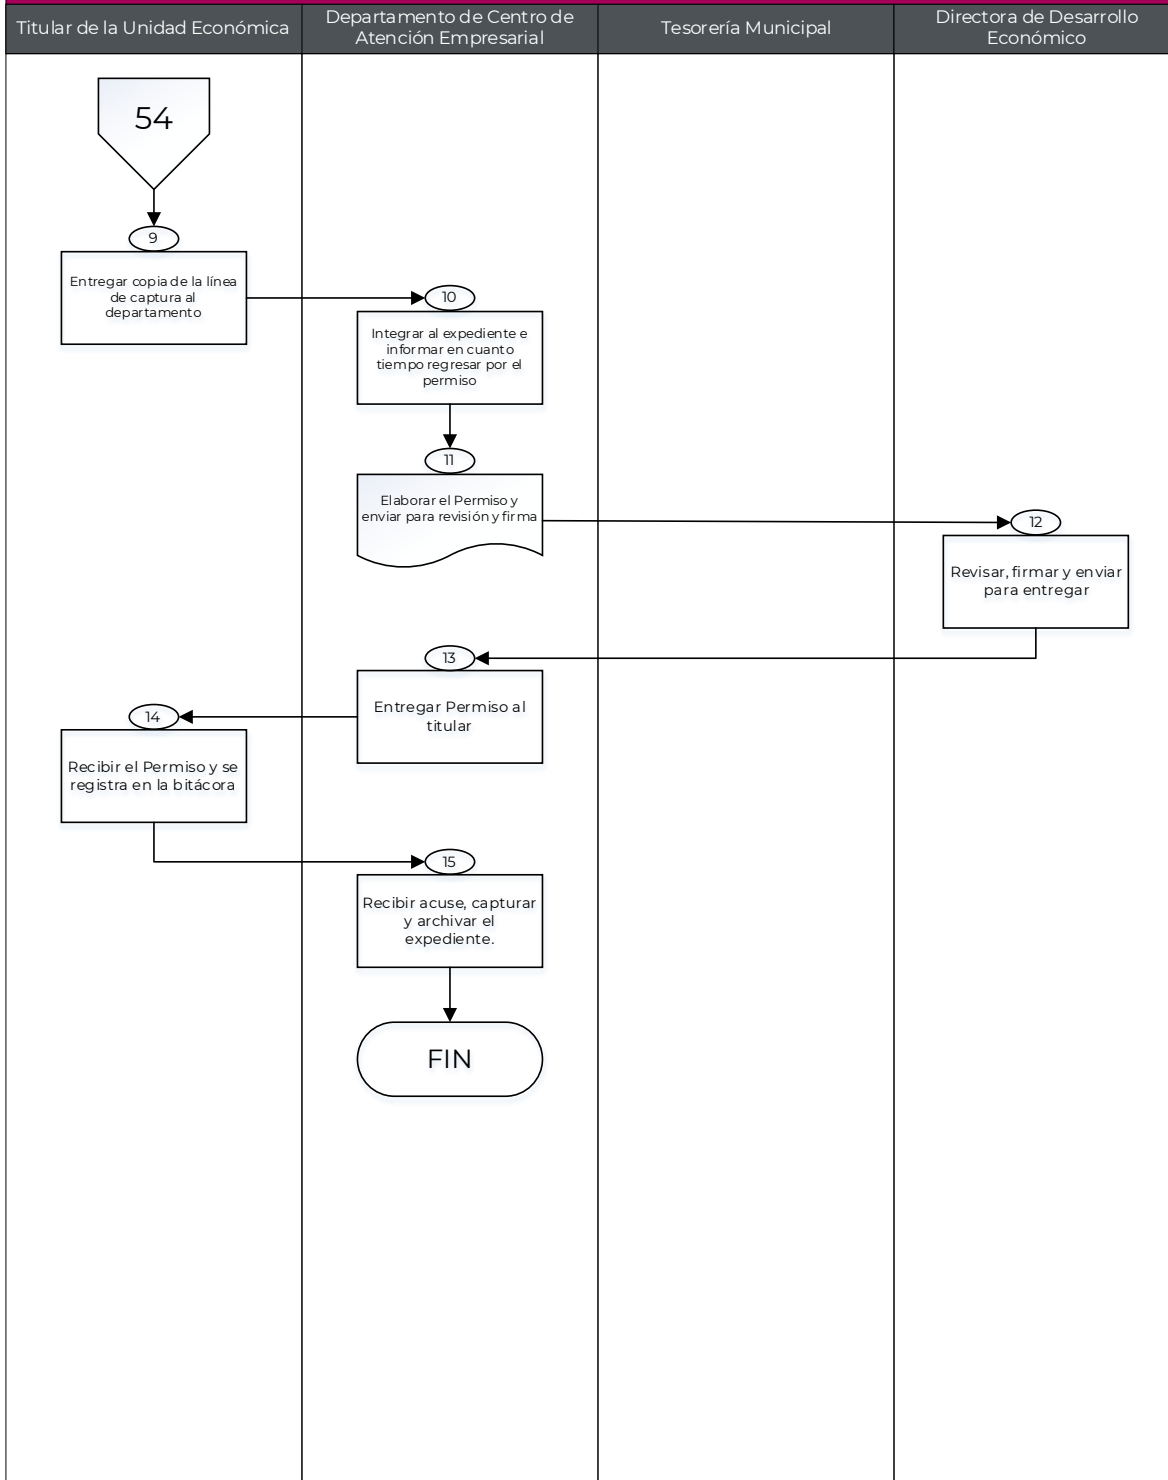 Titular de la Unidad Económica
Departamento de Centro de
Atención Empresarial
Tesorería Municipal
Directora de Desarrollo
Económico
54
9
Entregar copia de la línea
de captura al
departamento
10
Integrar al expediente e
informar en cuanto
tiempo regresar por el
permiso
11
Elaborar el Permiso y
enviar para revisión y firma
12
Revisar, firmar y enviar
para entregar
13
Entregar Permiso al
titular
14
Recibir el Permiso y se
registra en la bitácora
15
Recibir acuse, capturar
y archivar el
expediente.
FIN